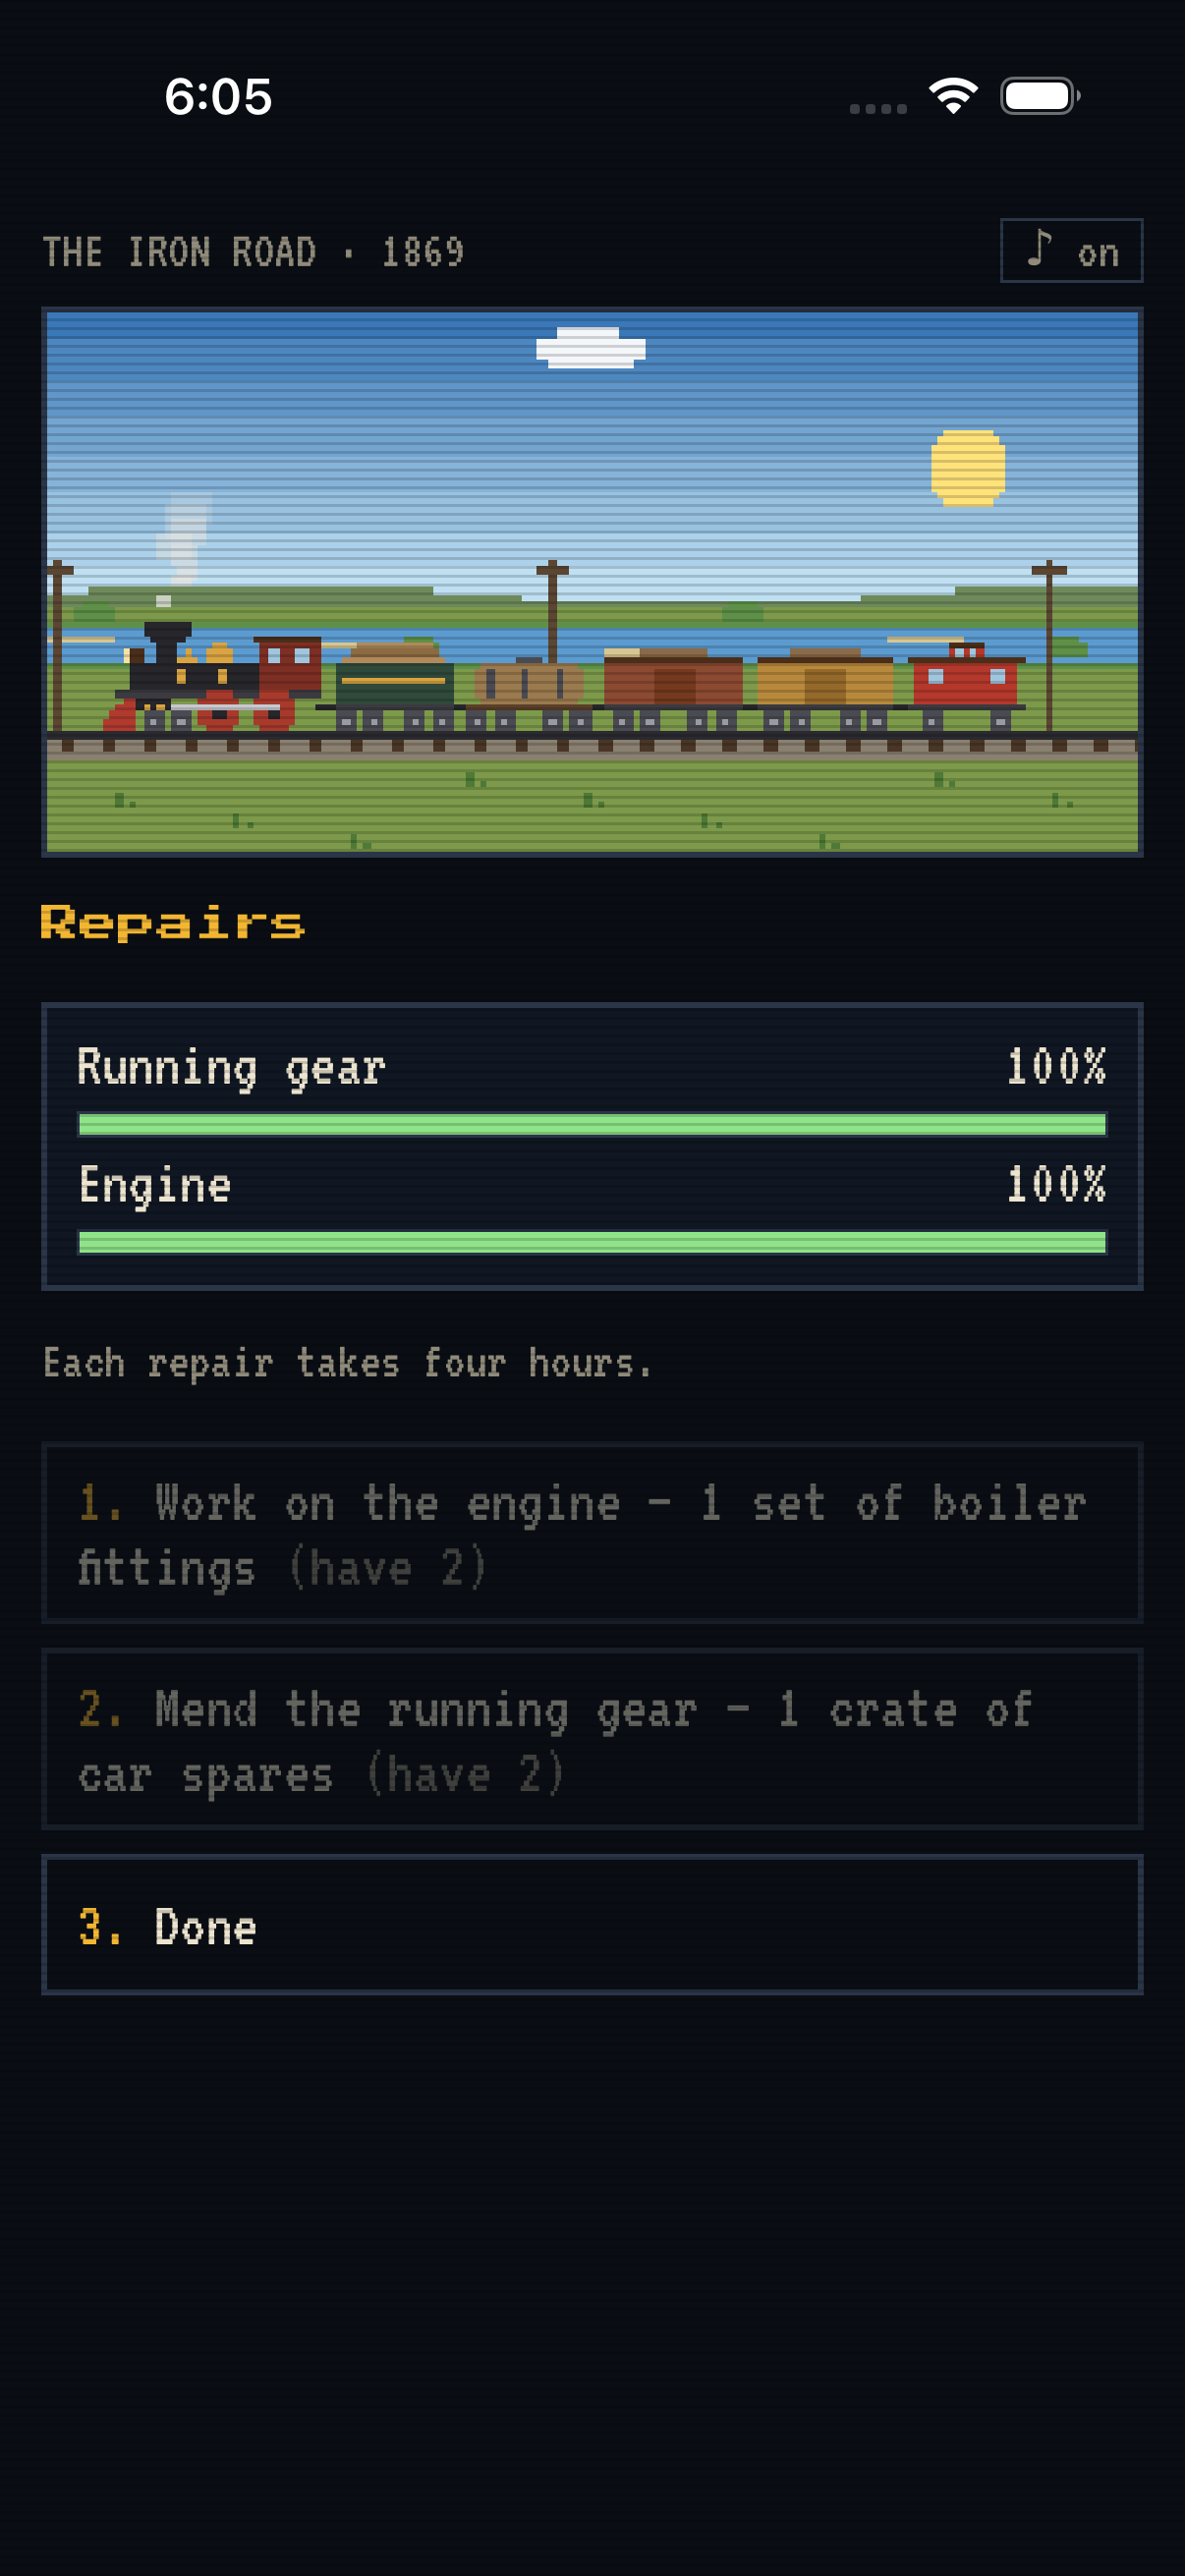 6:05
THE IRON ROAD · 1869
♪ on
Repairs
Running gear 100%
Engine 100%
Each repair takes four hours.
1. Work on the engine — 1 set of boiler
fittings (have 2)
2. Mend the running gear — 1 crate of
car spares (have 2)
3. Done